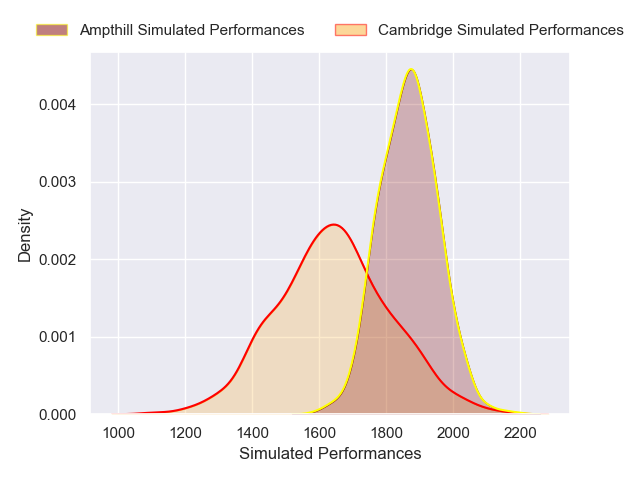 Ampthill Simulated Performances Cambridge Simulated Performances
Density
0.004
0.003
0.002
0.001
0.000
1000 1200 1400 1600 1800 2000 2200
Simulated Performances